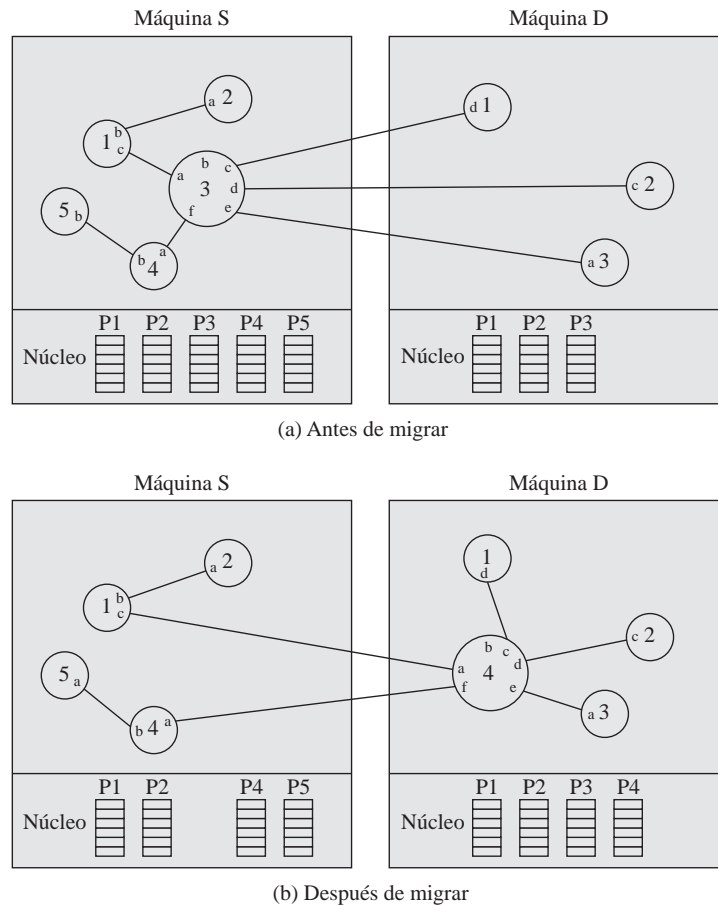 Máquina S Máquina D
a 2
d 1
1 b
c
b c
a d
3
f e
c 2
5 b
a
b 4
a 3
P1 P2 P3 P4 P5 P1 P2 P3
Núcleo Núcleo
(a) Antes de migrar
Máquina S Máquina D
a 2
1
d
1 b
c
c 2
b c
a d
4
f e
5 a
b 4 a
a 3
P1 P2 P4 P5 P1 P2 P3 P4
Núcleo Núcleo
(b) Después de migrar